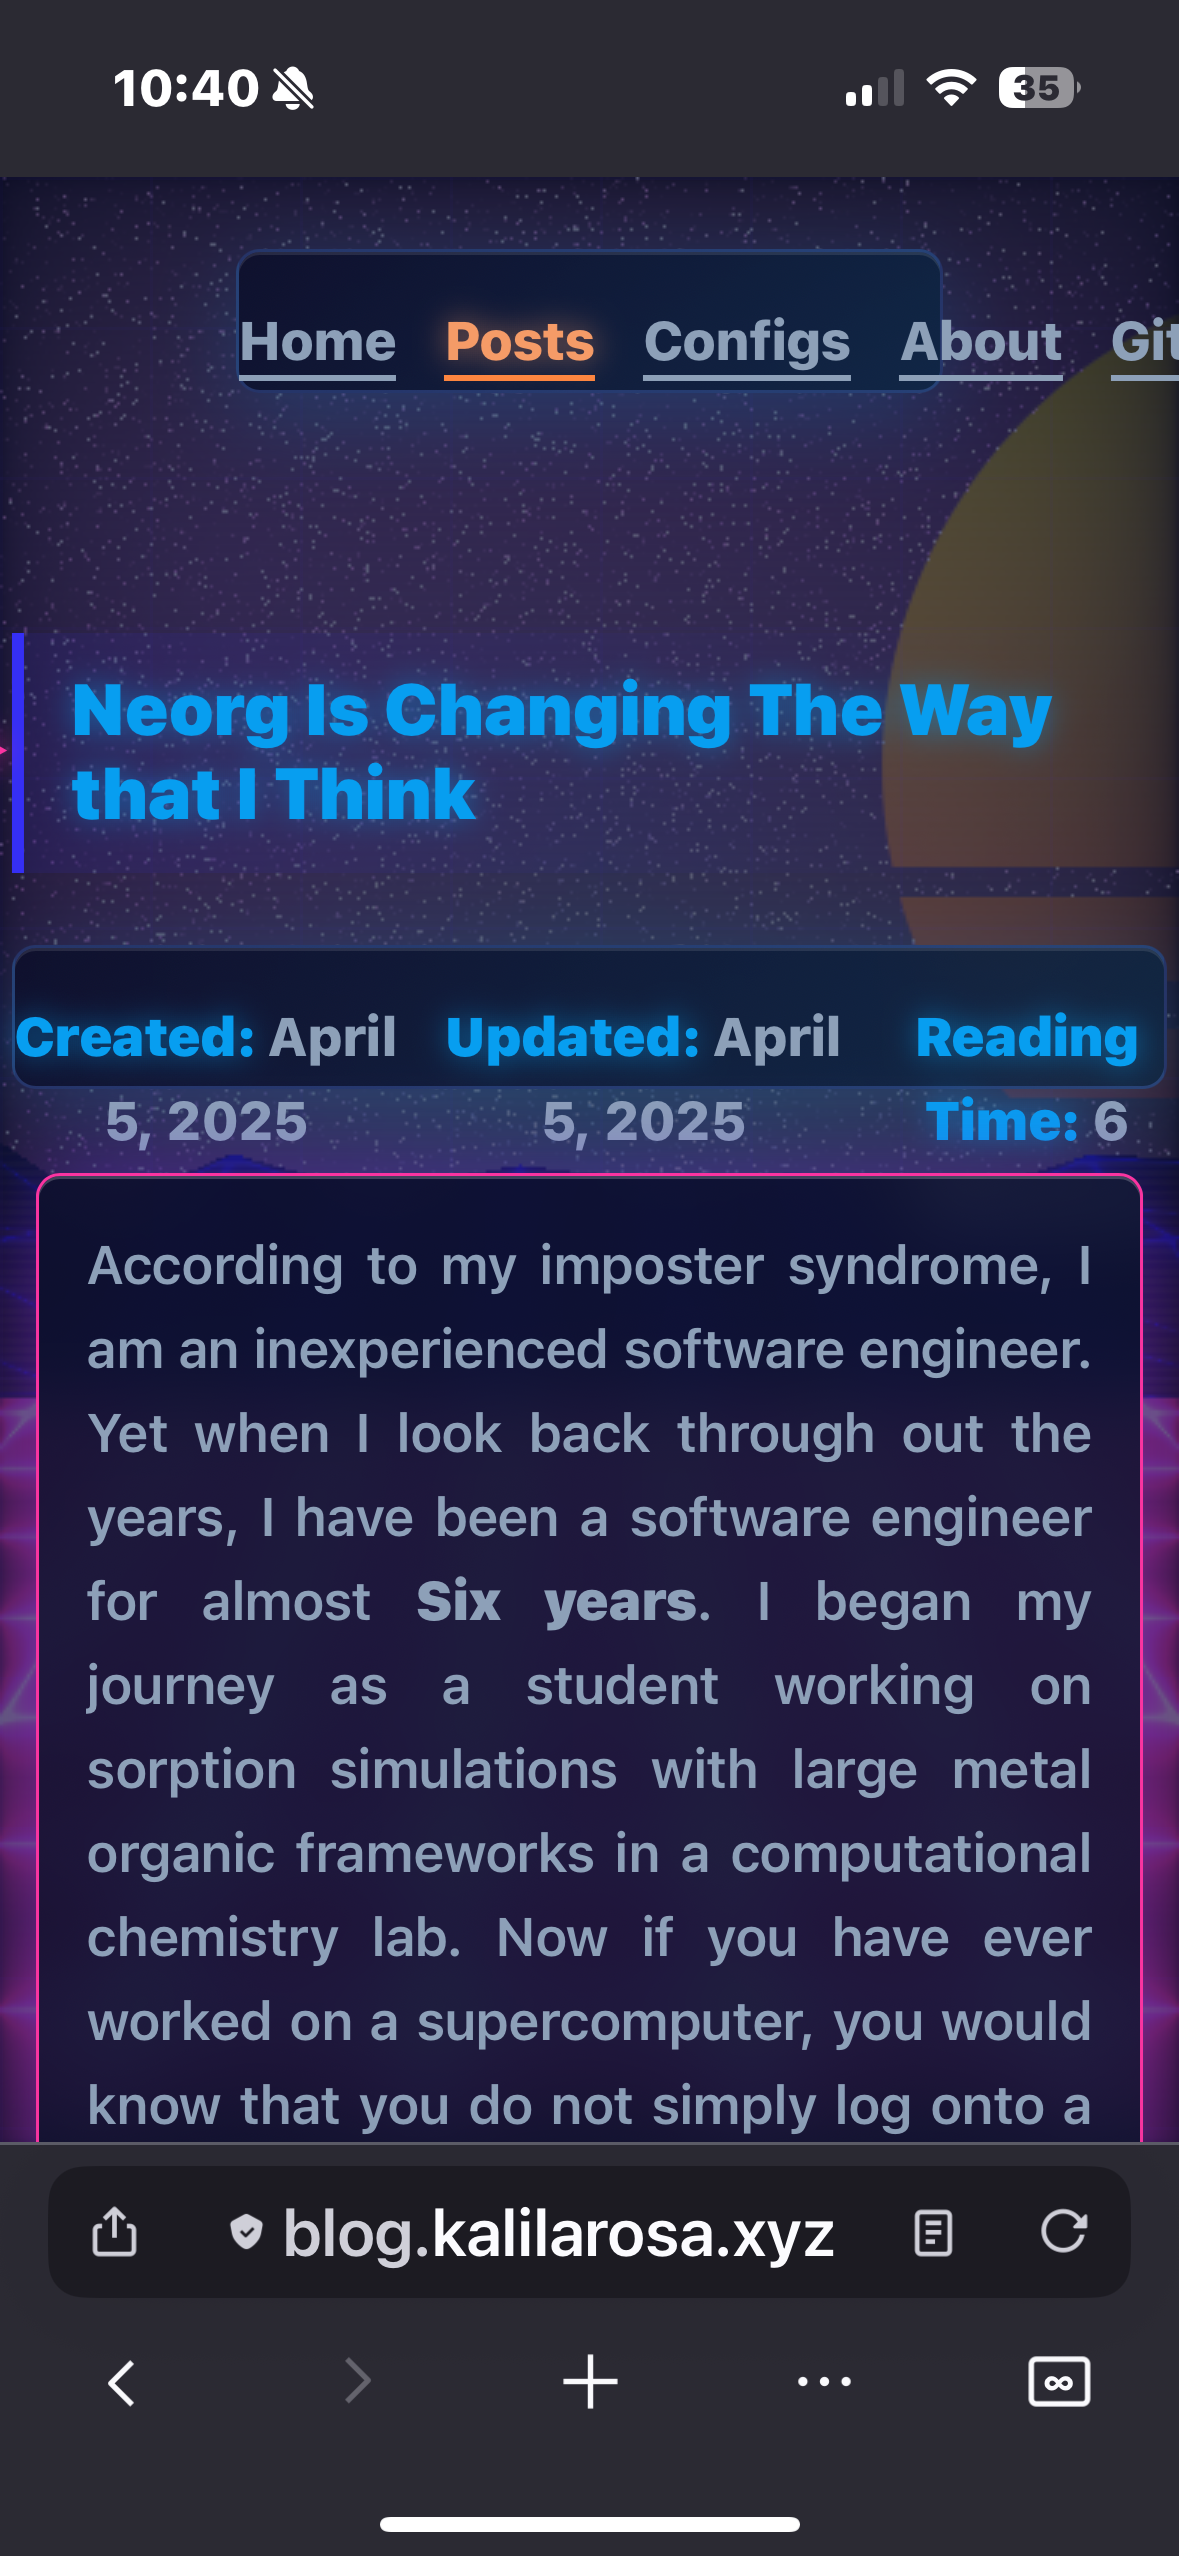 10:40
35
Home Posts Configs About Git
Neorg Is Changing The Way
that I Think
Created: April Updated: April Reading
5, 2025 5, 2025 Time: 6
According to my imposter syndrome, I
am an inexperienced software engineer.
Yet when I look back through out the
years, I have been a software engineer
for almost Six years. I began my
journey as a student working on
sorption simulations with large metal
organic frameworks in a computational
chemistry lab. Now if you have ever
worked on a supercomputer, you would
know that you do not simply log onto a
blog.kalilarosa.xyz